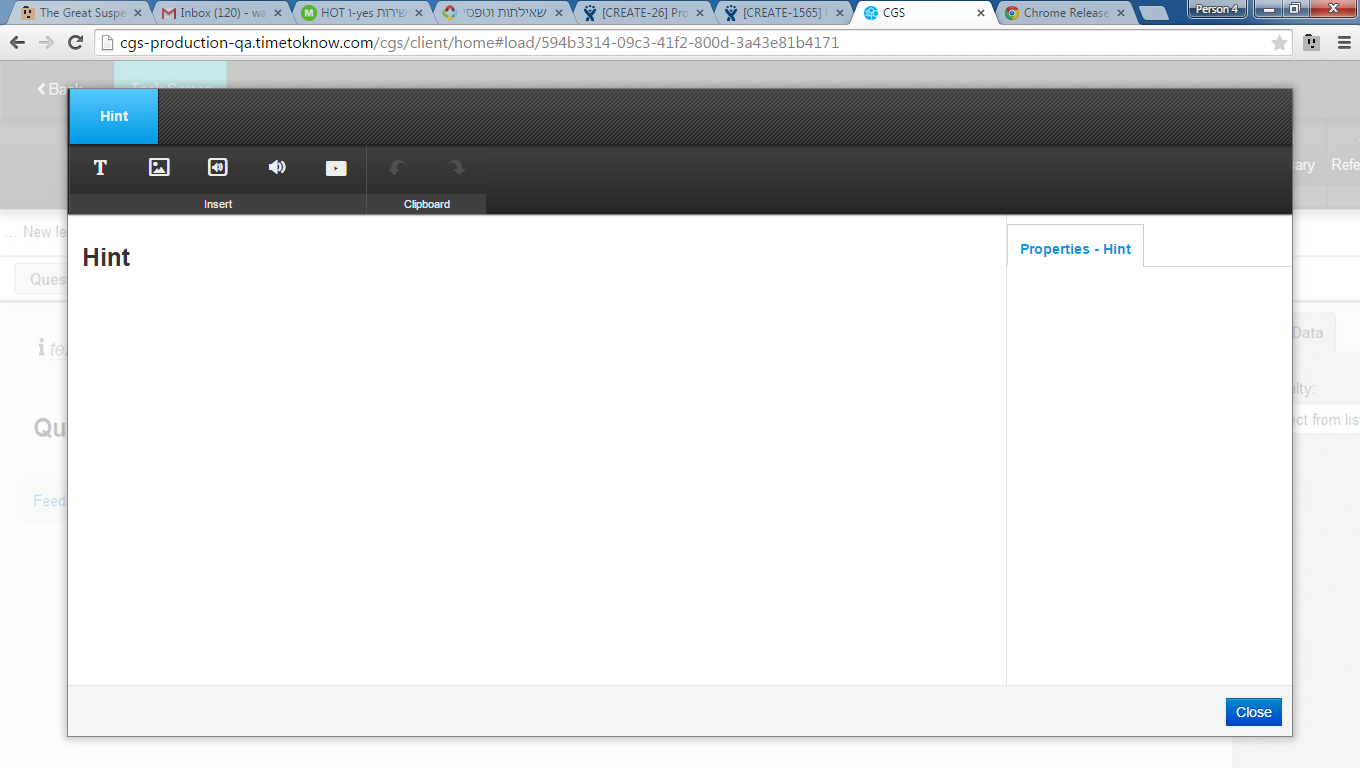 The Great Suspe
Inbox (120) - wa
HOT ו-yes שירות
שאילתות וטפסי
[CREATE-26] Pro
[CREATE-1565]
CGS
Chrome Release
Person 4
cgs-production-qa.timetoknow.com/cgs/client/home#load/594b3314-09c3-41f2-800d-3a43e81b4171
Back
Hint
ary
Refe
Insert
Clipboard
... New le
Hint
Properties - Hint
Ques
Data
i te
ulty:
ect from lis
Qu
Feed
Close